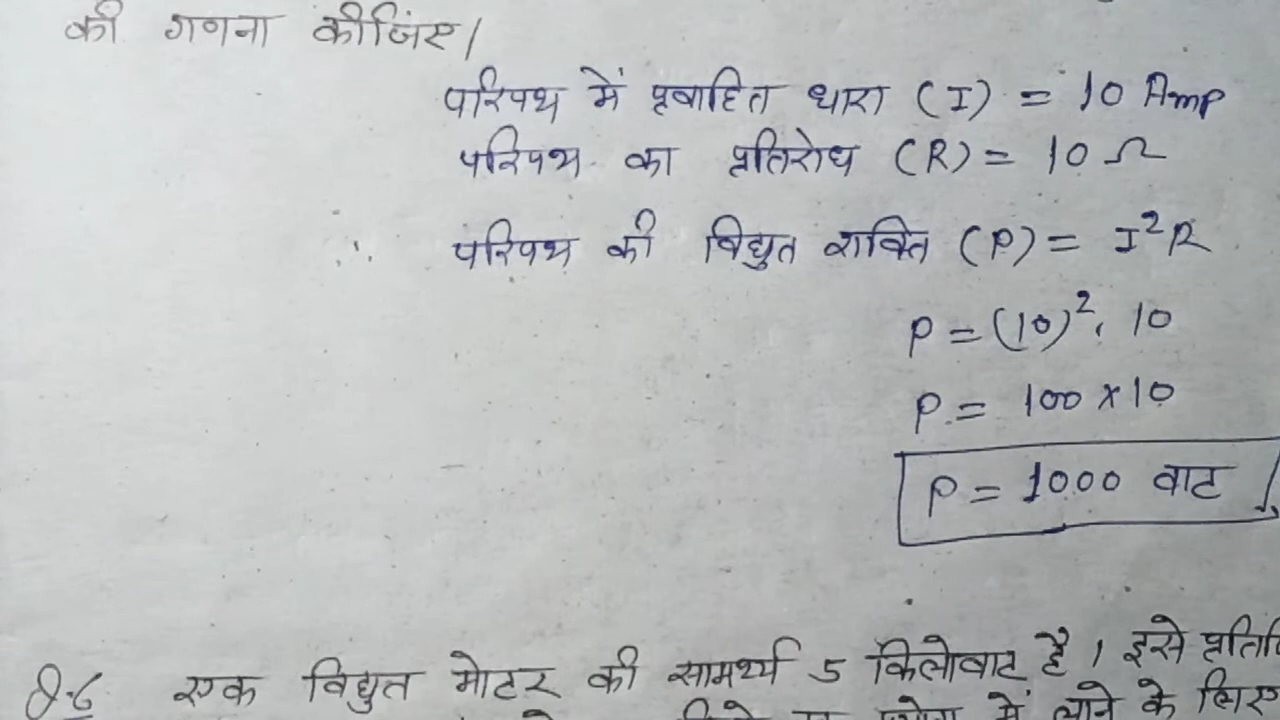 की गणना कीजिए।
परिपथ में प्रवाहित धारा (I) = 10 Amp
परिपथ का प्रतिरोध (R) = 10 Ω
∴ परिपथ की विद्युत शक्ति (P) = I²R
P = (10)². 10
P = 100 × 10
P = 1000 वाट
Q.6 एक विद्युत मोटर की सामर्थ्य 5 किलोवाट है। इसे
में लाने के लिए